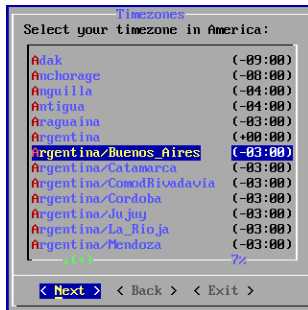 Timezones
Select your timezone in America:
Adak (-09:00)
Anchorage (-08:00)
Anguilla (-04:00)
Antigua (-04:00)
Araguaina (-03:00)
Argentina (+00:00)
Argentina/Buenos_Aires (-03:00)
Argentina/Catamarca (-03:00)
Argentina/ComodRivadavia (-03:00)
Argentina/Cordoba (-03:00)
Argentina/Jujuy (-03:00)
Argentina/La_Rioja (-03:00)
Argentina/Mendoza (-03:00)
↓(+) 7%
< Next > < Back > < Exit >